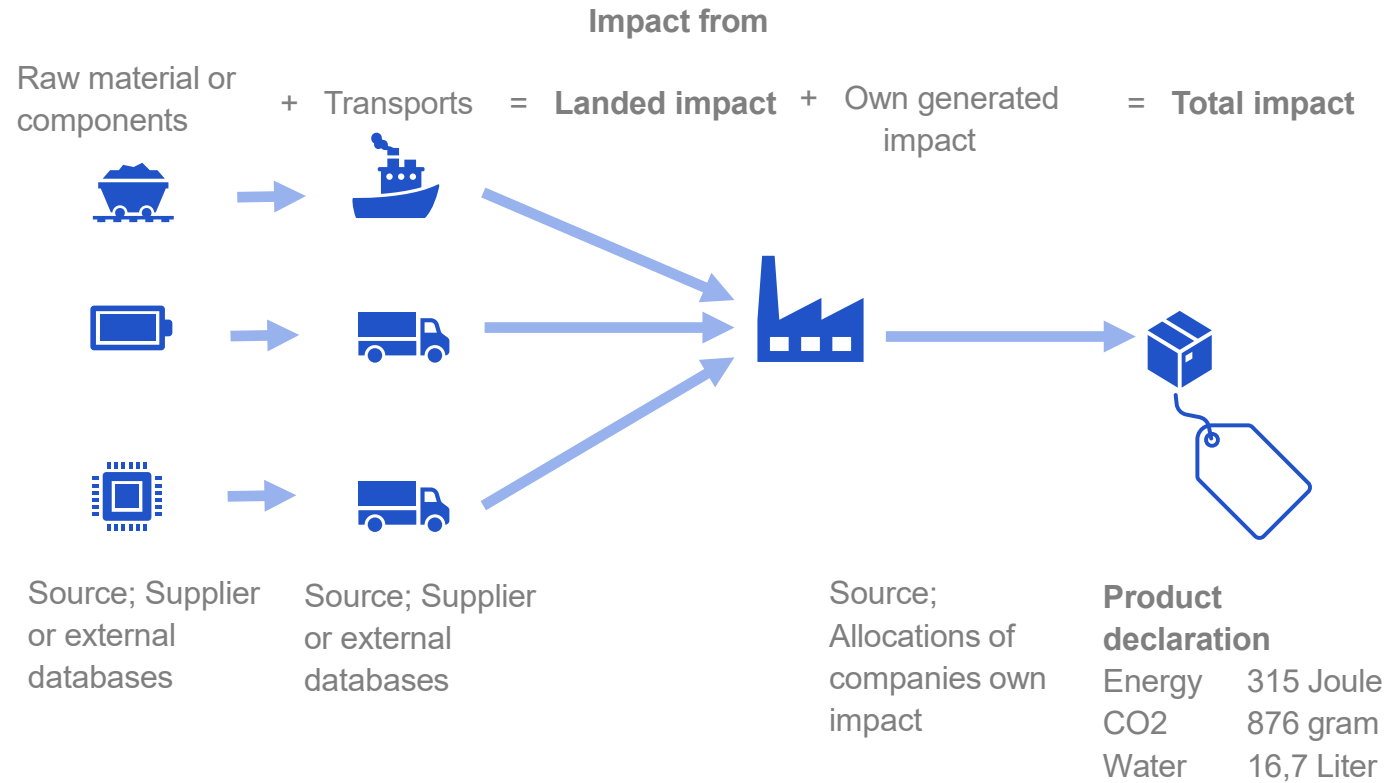 Impact from
Raw material or
components
+
Transports
=
Landed impact
+
Own generated
impact
=
Total impact
Source; Supplier
or external
databases
Source; Supplier
or external
databases
Source;
Allocations of
companies own
impact
Product
declaration
Energy 315 Joule
CO2 876 gram
Water 16,7 Liter